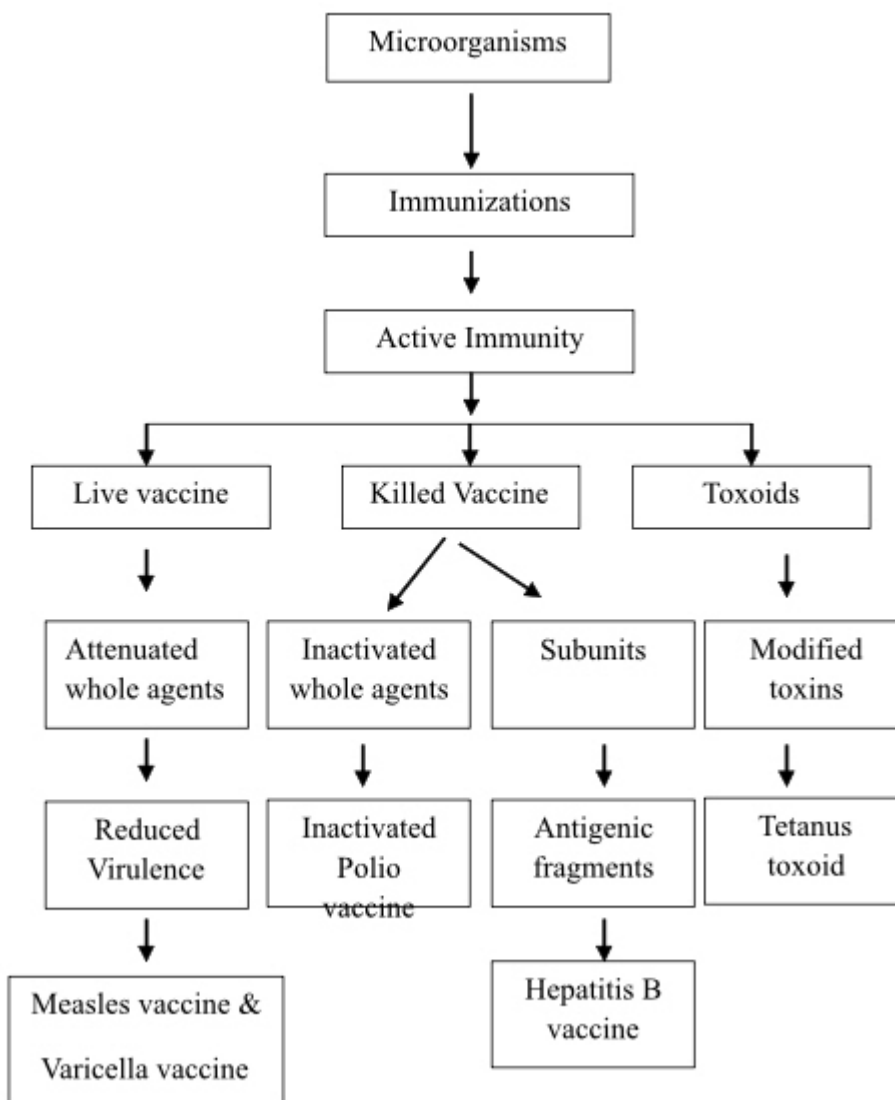 Microorganisms
Immunizations
Active Immunity
Live vaccine
Killed Vaccine
Toxoids
Attenuated
whole agents
Inactivated
whole agents
Subunits
Modified
toxins
Reduced
Virulence
Inactivated
Polio
vaccine
Antigenic
fragments
Tetanus
toxoid
Measles vaccine &
Varicella vaccine
Hepatitis B
vaccine